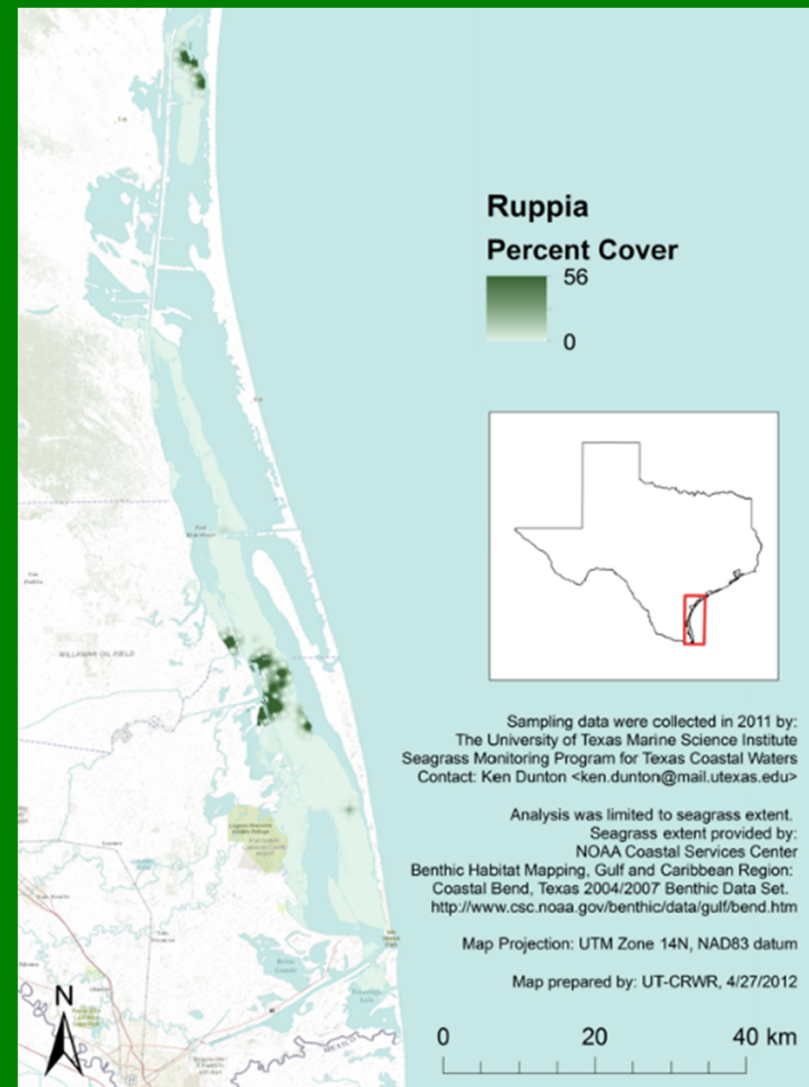 Ruppia
Percent Cover
56
0
WILLAMAR OIL FIELD
Sampling data were collected in 2011 by:
The University of Texas Marine Science Institute
Seagrass Monitoring Program for Texas Coastal Waters
Contact: Ken Dunton <ken.dunton@mail.utexas.edu>
Analysis was limited to seagrass extent.
Seagrass extent provided by:
NOAA Coastal Services Center
Benthic Habitat Mapping, Gulf and Caribbean Region:
Coastal Bend, Texas 2004/2007 Benthic Data Set.
http://www.csc.noaa.gov/benthic/data/gulf/bend.htm
Map Projection: UTM Zone 14N, NAD83 datum
Map prepared by: UT-CRWR, 4/27/2012
N
0 20 40 km